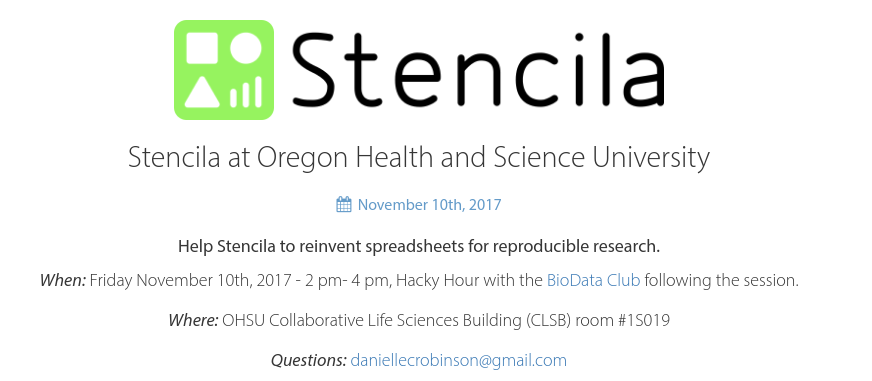 Stencila
Stencila at Oregon Health and Science University
November 10th, 2017
Help Stencila to reinvent spreadsheets for reproducible research.
When: Friday November 10th, 2017 - 2 pm- 4 pm, Hacky Hour with the BioData Club following the session.
Where: OHSU Collaborative Life Sciences Building (CLSB) room #1S019
Questions: daniellecrobinson@gmail.com